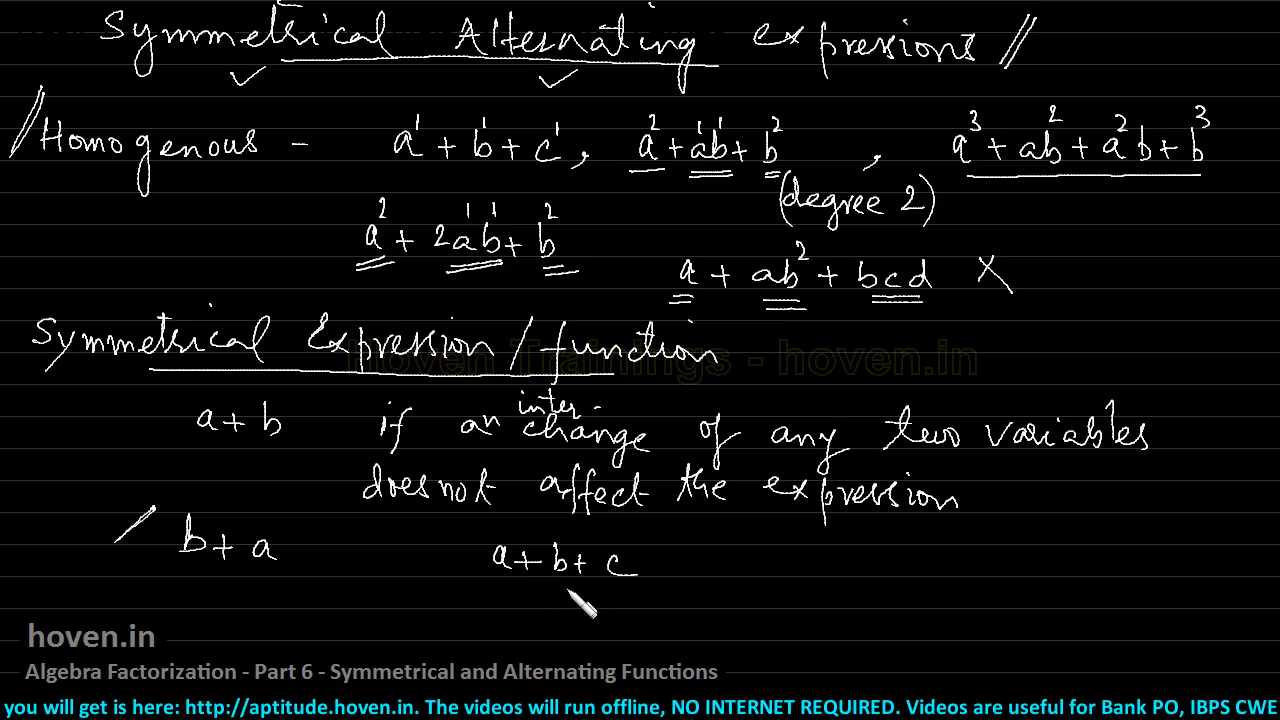 Symmetrical Alternating expressions //
// Homogenous - a¹ + b¹ + c¹, a² + a¹b¹ + b², a³ + ab² + a²b + b³
(degree 2)
a² + 2a¹b¹ + b²
a + ab² + bcd X
Symmetrical Expression / function
hoven Trainings - hoven.in
a + b if an inter - change of any two variables
does not affect the expression
/ b + a a + b + c
hoven.in
Algebra Factorization - Part 6 - Symmetrical and Alternating Functions
you will get is here: http://aptitude.hoven.in. The videos will run offline, NO INTERNET REQUIRED. Videos are useful for Bank PO, IBPS CWE